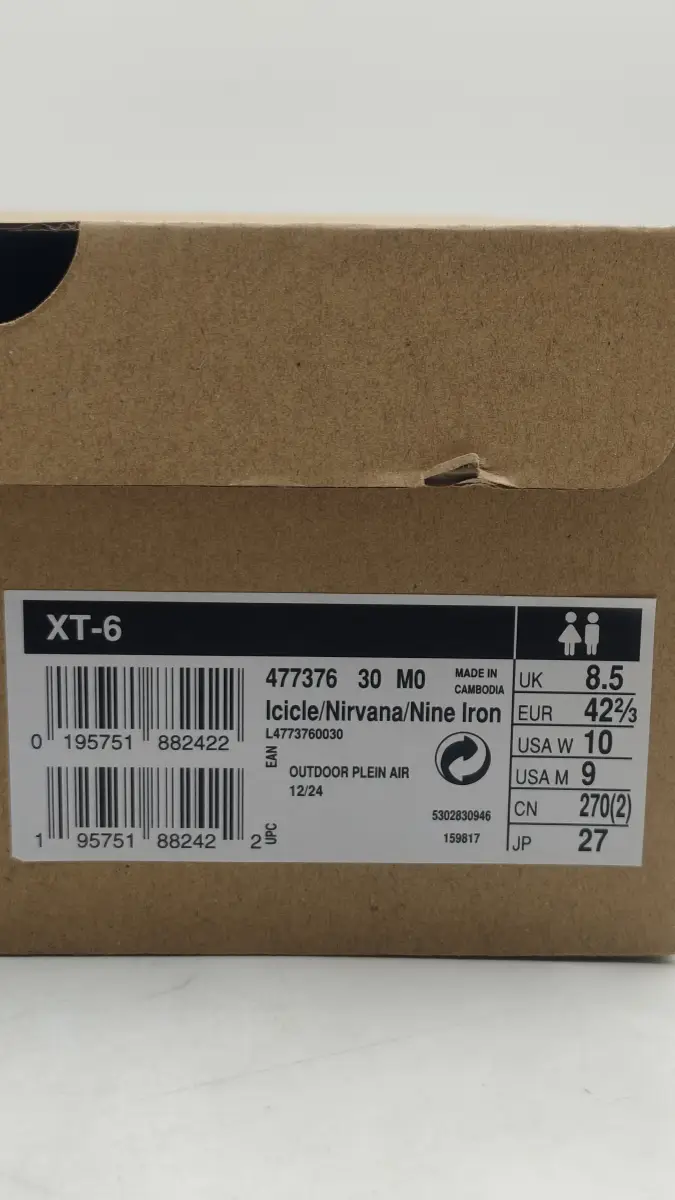 XT-6
0 195751 882422
1 95751 88242 2
EAN
UPC
477376 30 M0
MADE IN
CAMBODIA
Icicle/Nirvana/Nine Iron
L4773760030
OUTDOOR PLEIN AIR
12/24
5302830946
159817
UK 8.5
EUR 42⅔
USA W 10
USA M 9
CN 270(2)
JP 27